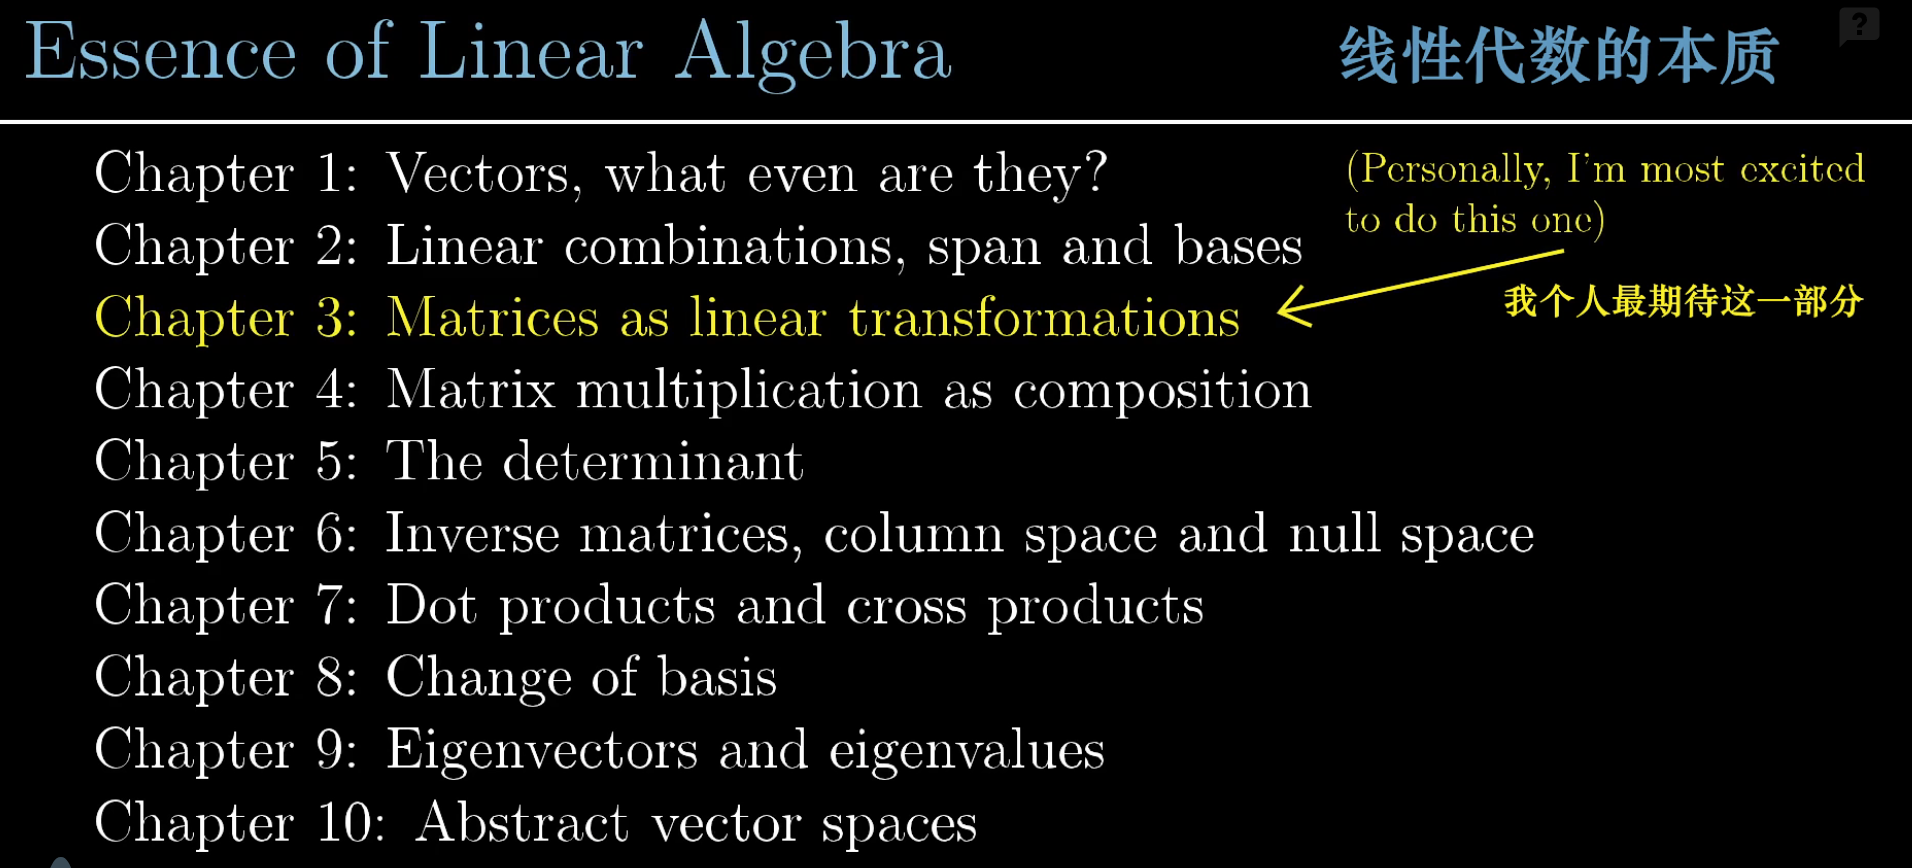 Essence of Linear Algebra
线性代数的本质
Chapter 1: Vectors, what even are they?
(Personally, I'm most excited
to do this one)
Chapter 2: Linear combinations, span and bases
我个人最期待这一部分
Chapter 3: Matrices as linear transformations
Chapter 4: Matrix multiplication as composition
Chapter 5: The determinant
Chapter 6: Inverse matrices, column space and null space
Chapter 7: Dot products and cross products
Chapter 8: Change of basis
Chapter 9: Eigenvectors and eigenvalues
Chapter 10: Abstract vector spaces